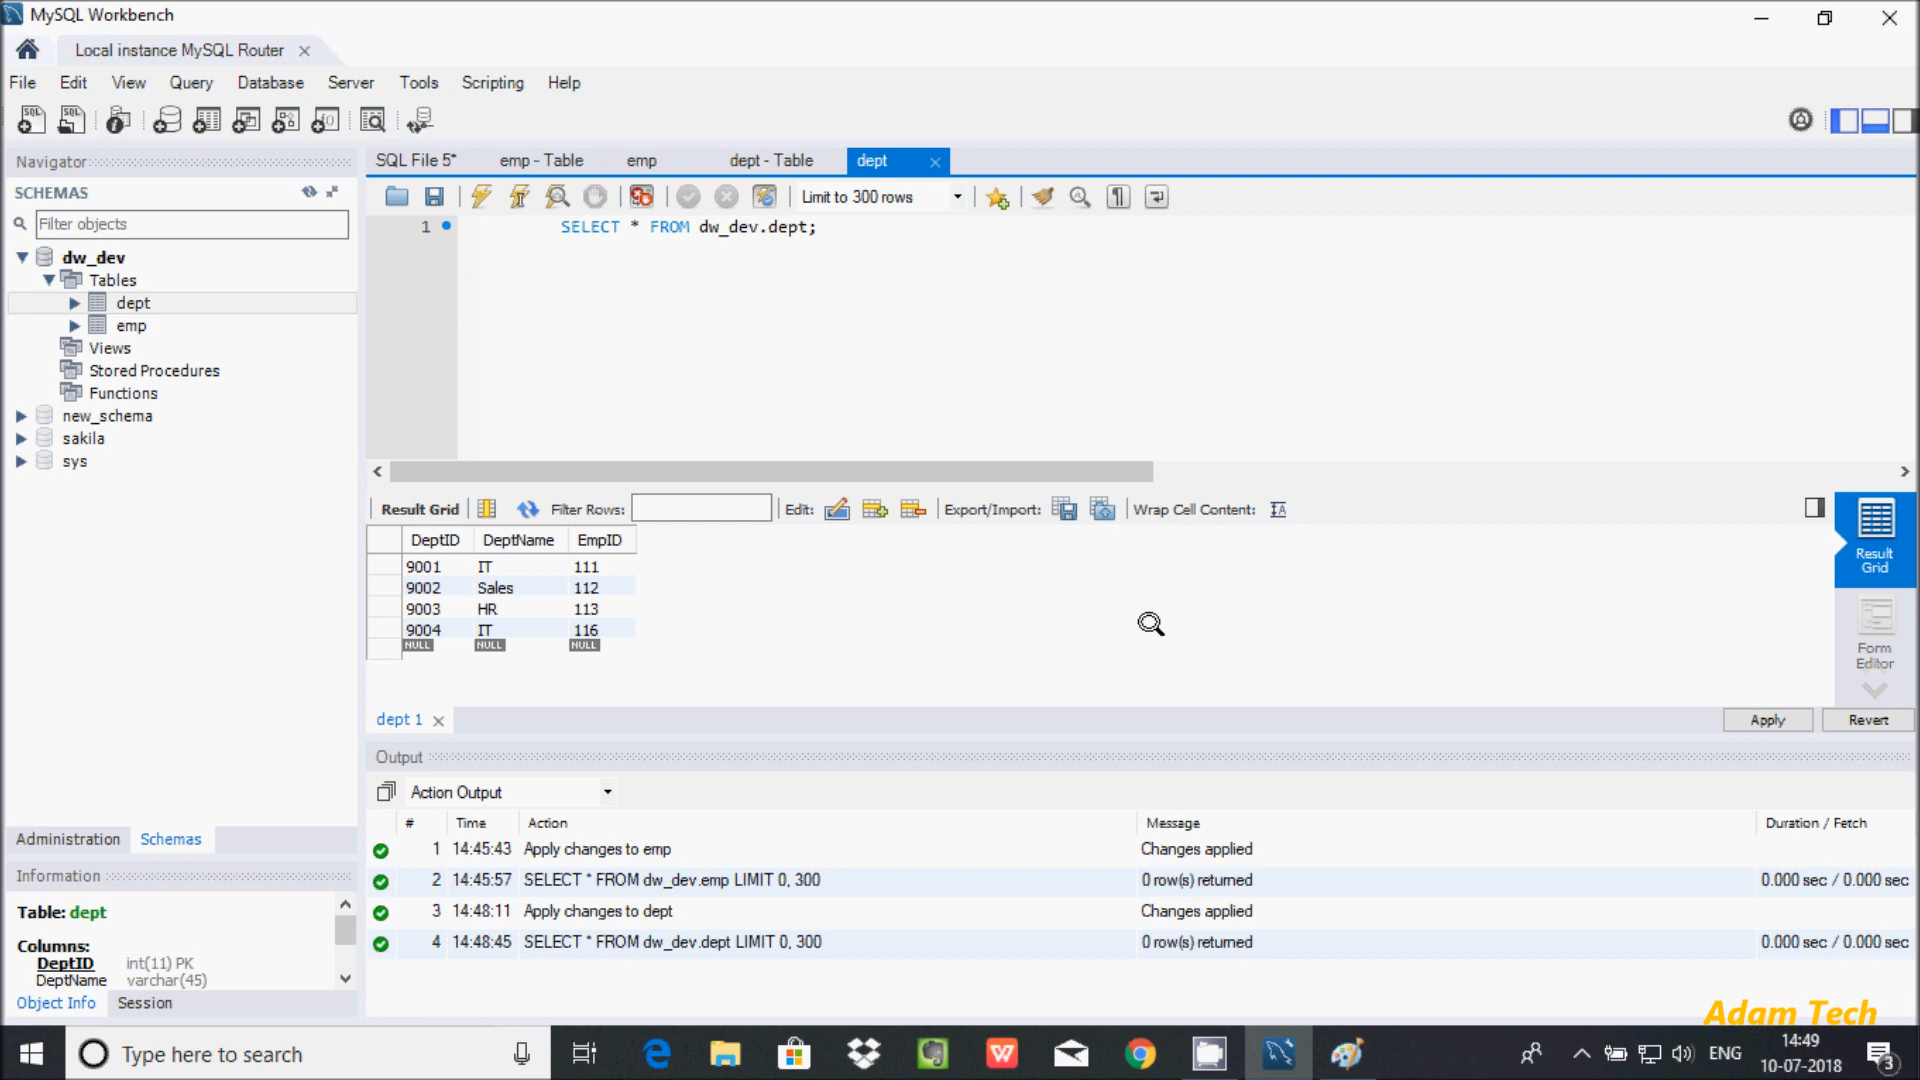 MySQL Workbench
Local instance MySQL Router
File Edit View Query Database Server Tools Scripting Help
Navigator
SCHEMAS
Filter objects
dw_dev
Tables
dept
emp
Views
Stored Procedures
Functions
new_schema
sakila
sys
Administration Schemas
Information
Table: dept
Columns:
DeptID int(11) PK
DeptName varchar(45)
Object Info Session
SQL File 5* emp - Table emp dept - Table dept
Limit to 300 rows
1 SELECT * FROM dw_dev.dept;
Result Grid Filter Rows: Edit: Export/Import: Wrap Cell Content:
DeptID DeptName EmpID
9001 IT 111
9002 Sales 112
9003 HR 113
9004 IT 116
NULL NULL NULL
Result
Grid
Form
Editor
dept 1
Apply Revert
Output
Action Output
# Time Action Message Duration / Fetch
1 14:45:43 Apply changes to emp Changes applied
2 14:45:57 SELECT * FROM dw_dev.emp LIMIT 0, 300 0 row(s) returned 0.000 sec / 0.000 sec
3 14:48:11 Apply changes to dept Changes applied
4 14:48:45 SELECT * FROM dw_dev.dept LIMIT 0, 300 0 row(s) returned 0.000 sec / 0.000 sec
Adam Tech
Type here to search
ENG
14:49
10-07-2018
3